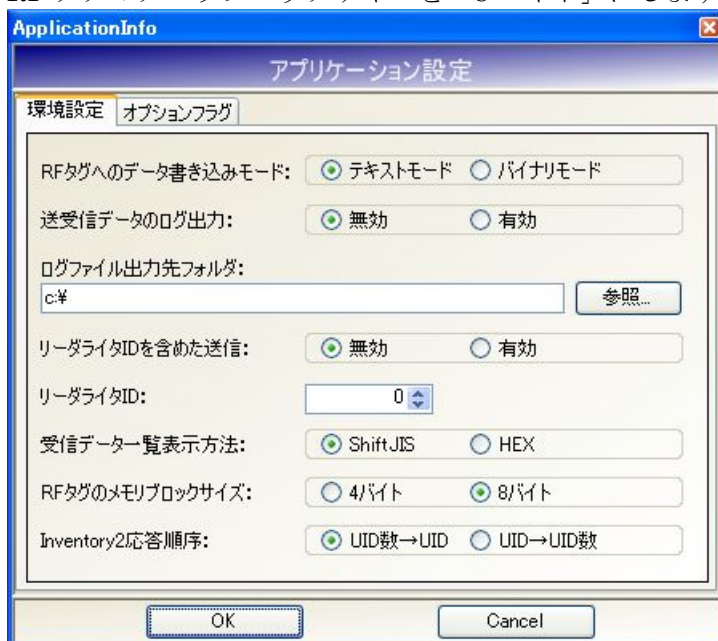 ApplicationInfo
アプリケーション設定
環境設定 オプションフラグ
RFタグへのデータ書き込みモード: テキストモード バイナリモード
送受信データのログ出力: 無効 有効
ログファイル出力先フォルダ:
c:¥ 参照...
リーダライタIDを含めた送信: 無効 有効
リーダライタID: 0
受信データ一覧表示方法: ShiftJIS HEX
RFタグのメモリブロックサイズ: 4バイト 8バイト
Inventory2応答順序: UID数→UID UID→UID数
OK Cancel